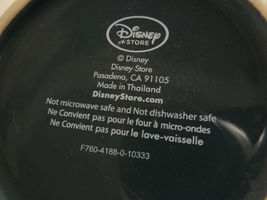 Disney
STORE
© Disney
Disney Store
Pasadena, CA 91105
Made in Thailand
DisneyStore.com
Not microwave safe and Not dishwasher safe
Ne Convient pas pour le four à micro-ondes
Ne Convient pas pour le lave-vaisselle
F760-4188-0-10333